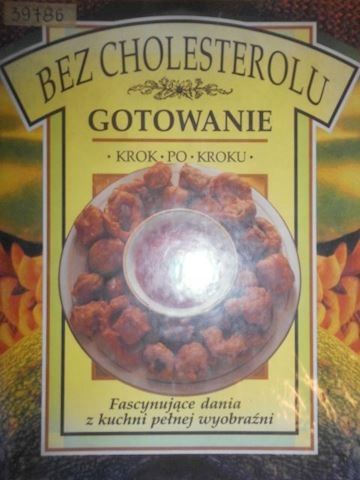 39786
BEZ CHOLESTEROLU
GOTOWANIE
· KROK · PO · KROKU ·
Fascynujące dania
z kuchni pełnej wyobraźni